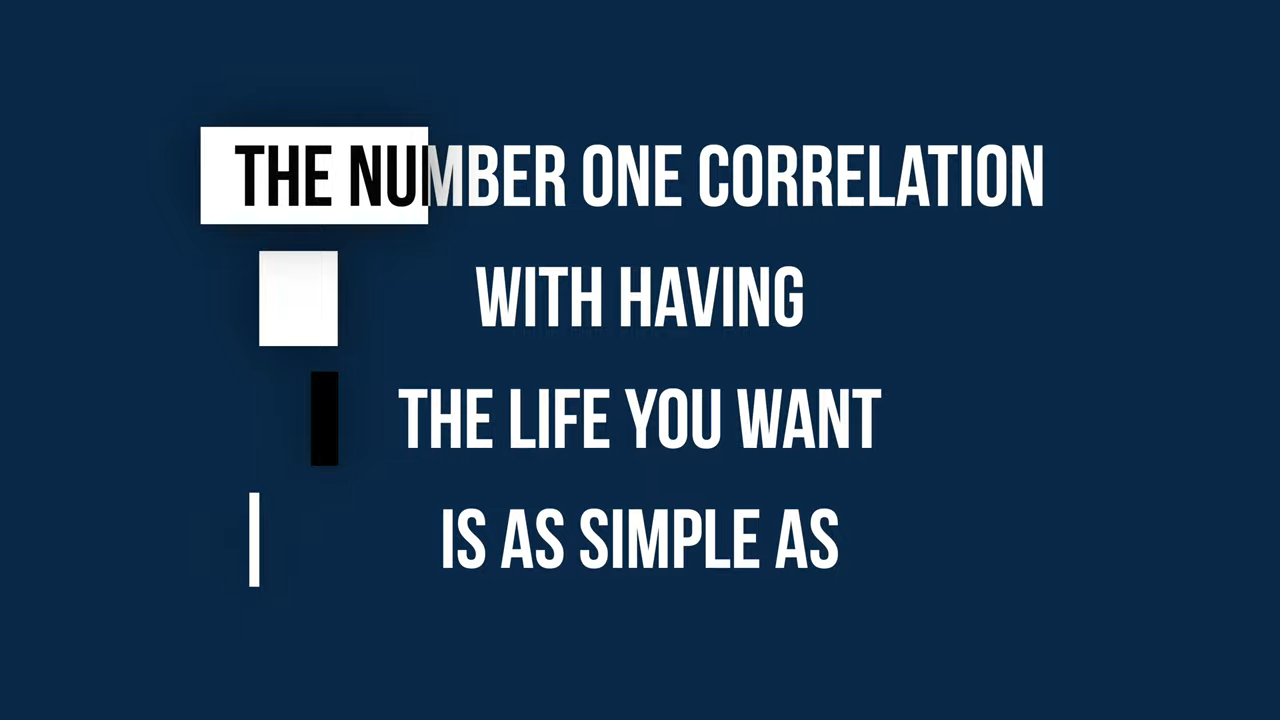 THE NUMBER ONE CORRELATION
WITH HAVING
THE LIFE YOU WANT
IS AS SIMPLE AS